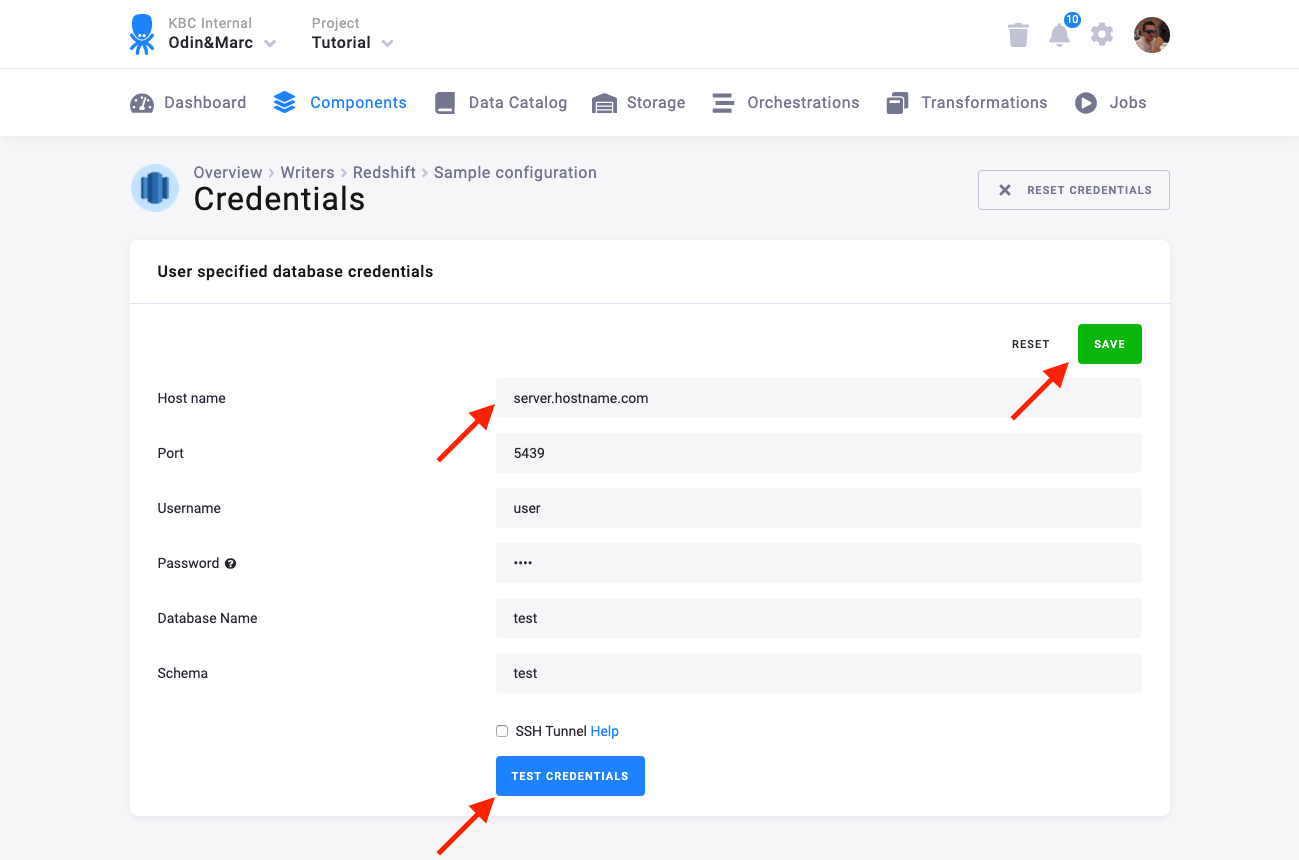 KBC Internal
Odin&Marc
Project
Tutorial
10
Dashboard
Components
Data Catalog
Storage
Orchestrations
Transformations
Jobs
Overview > Writers > Redshift > Sample configuration
Credentials
RESET CREDENTIALS
User specified database credentials
RESET
SAVE
Host name server.hostname.com
Port 5439
Username user
Password ? ••••
Database Name test
Schema test
SSH Tunnel Help
TEST CREDENTIALS